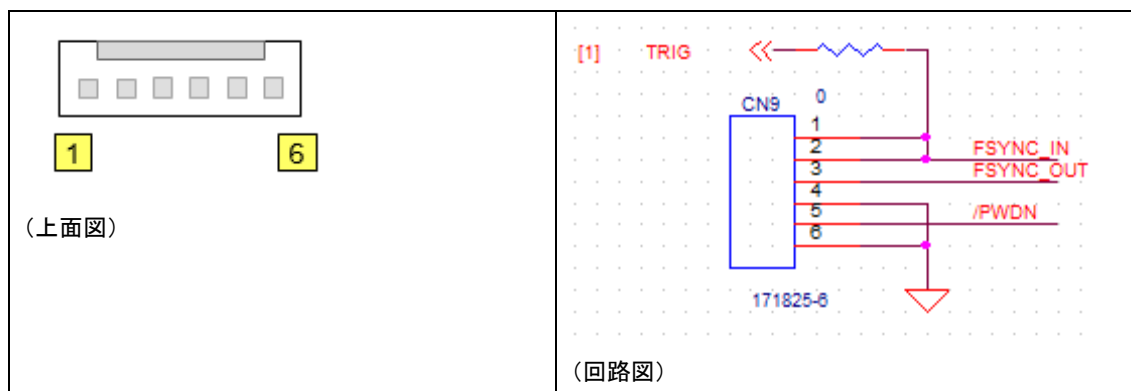 1
6
(上面図)
[1] TRIG
0
CN9
1
2
FSYNC_IN
3
FSYNC_OUT
4
5
/PWDN
6
171825-6
(回路図)